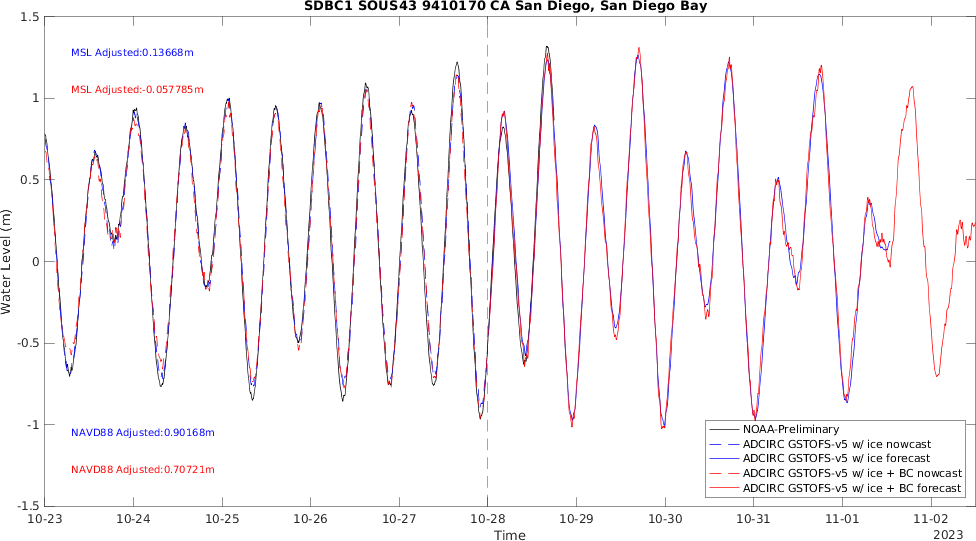 SDBC1 SOUS43 9410170 CA San Diego, San Diego Bay
1.5
1
0.5
0
-0.5
-1
-1.5
Water Level (m)
MSL Adjusted:0.13668m
MSL Adjusted:-0.057785m
NAVD88 Adjusted:0.90168m
NAVD88 Adjusted:0.70721m
NOAA-Preliminary
ADCIRC GSTOFS-v5 w/ ice nowcast
ADCIRC GSTOFS-v5 w/ ice forecast
ADCIRC GSTOFS-v5 w/ ice + BC nowcast
ADCIRC GSTOFS-v5 w/ ice + BC forecast
10-23 10-24 10-25 10-26 10-27 10-28 10-29 10-30 10-31 11-01 11-02
2023
Time